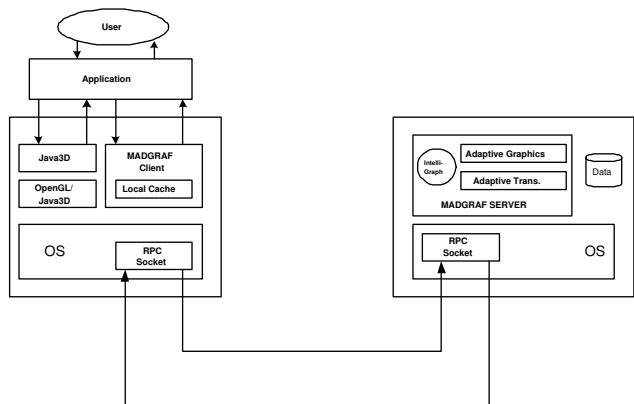 User
Application
Java3D
OpenGL/
Java3D
MADGRAF
Client
Local Cache
OS
RPC
Socket
Intelli-
Graph
Adaptive Graphics
Adaptive Trans.
MADGRAF SERVER
Data
RPC
Socket
OS